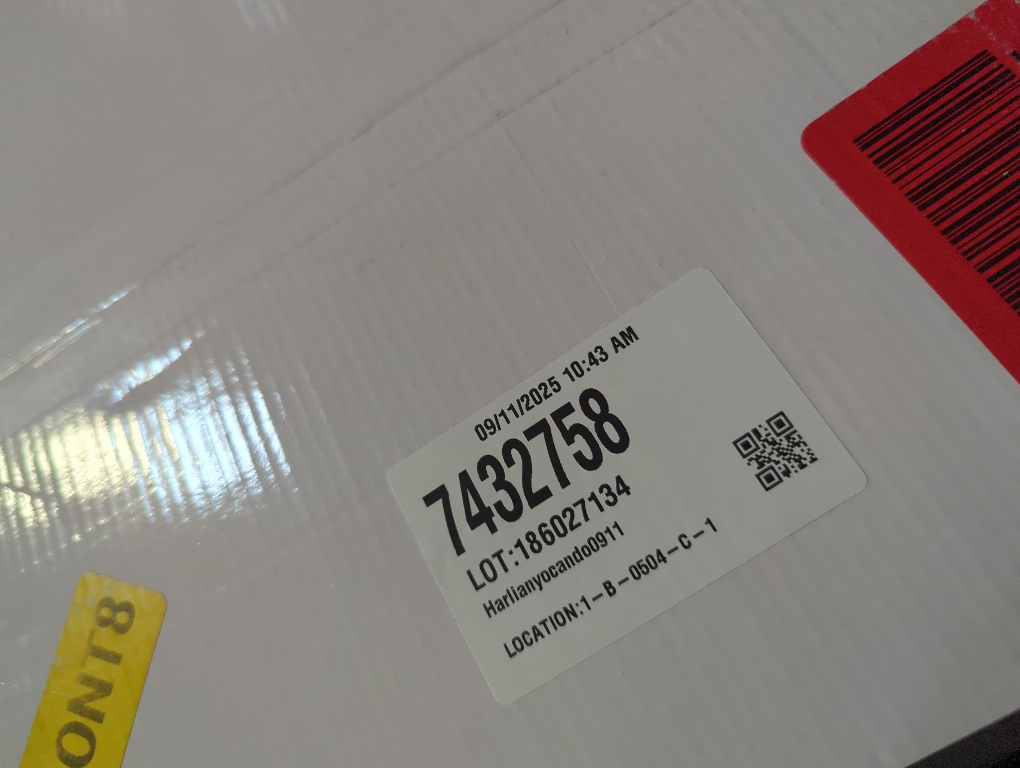 09/11/2025 10:43 AM
7432758
LOT:186027134
Harlianyocando0911
LOCATION:1-B-0504-C-1
ONT8